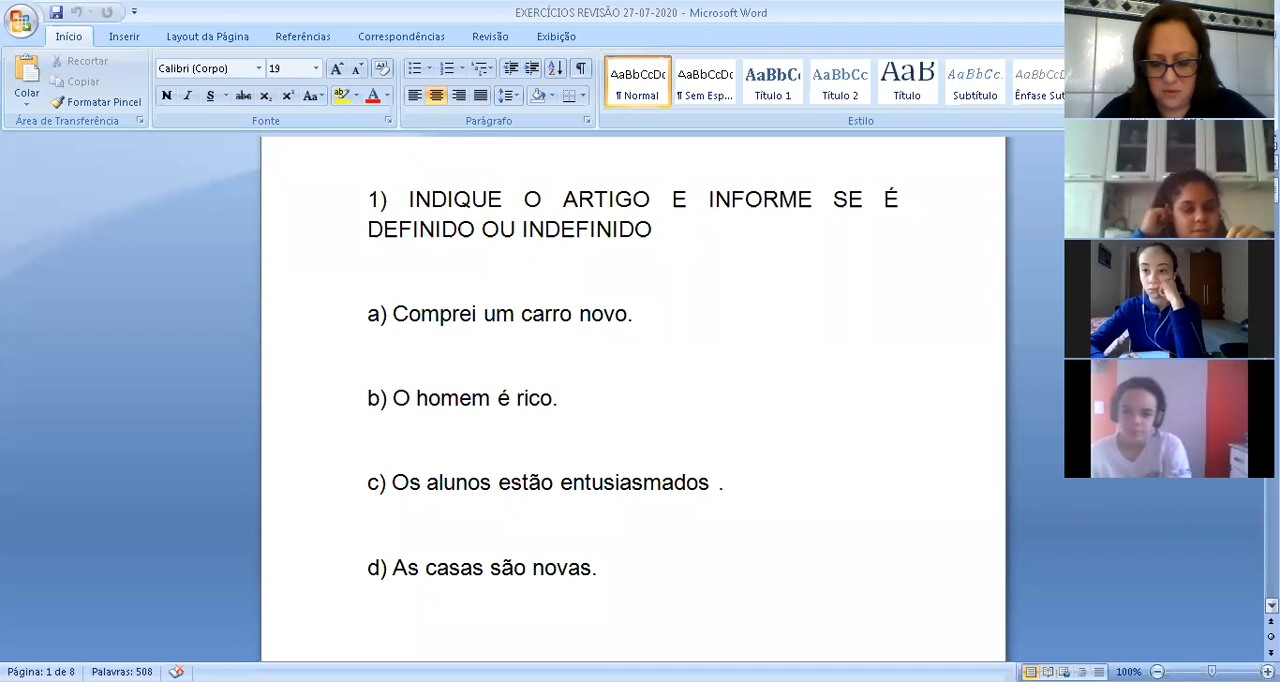 EXERCÍCIOS REVISÃO 27-07-2020 - Microsoft Word
Início Inserir Layout da Página Referências Correspondências Revisão Exibição
Recortar
Copiar
Colar
Formatar Pincel
Área de Transferência
Calibri (Corpo) 19
N I S abe x₂ x² Aa
Fonte
Parágrafo
AaBbCcDc AaBbCcDc AaBbC AaBbCc AaB AaBbCc. AaBbCcD
¶ Normal ¶ Sem Esp... Título 1 Título 2 Título Subtítulo Ênfase Sut
Estilo
1) INDIQUE O ARTIGO E INFORME SE É
DEFINIDO OU INDEFINIDO
a) Comprei um carro novo.
b) O homem é rico.
c) Os alunos estão entusiasmados .
d) As casas são novas.
Página: 1 de 8 Palavras: 508 100%